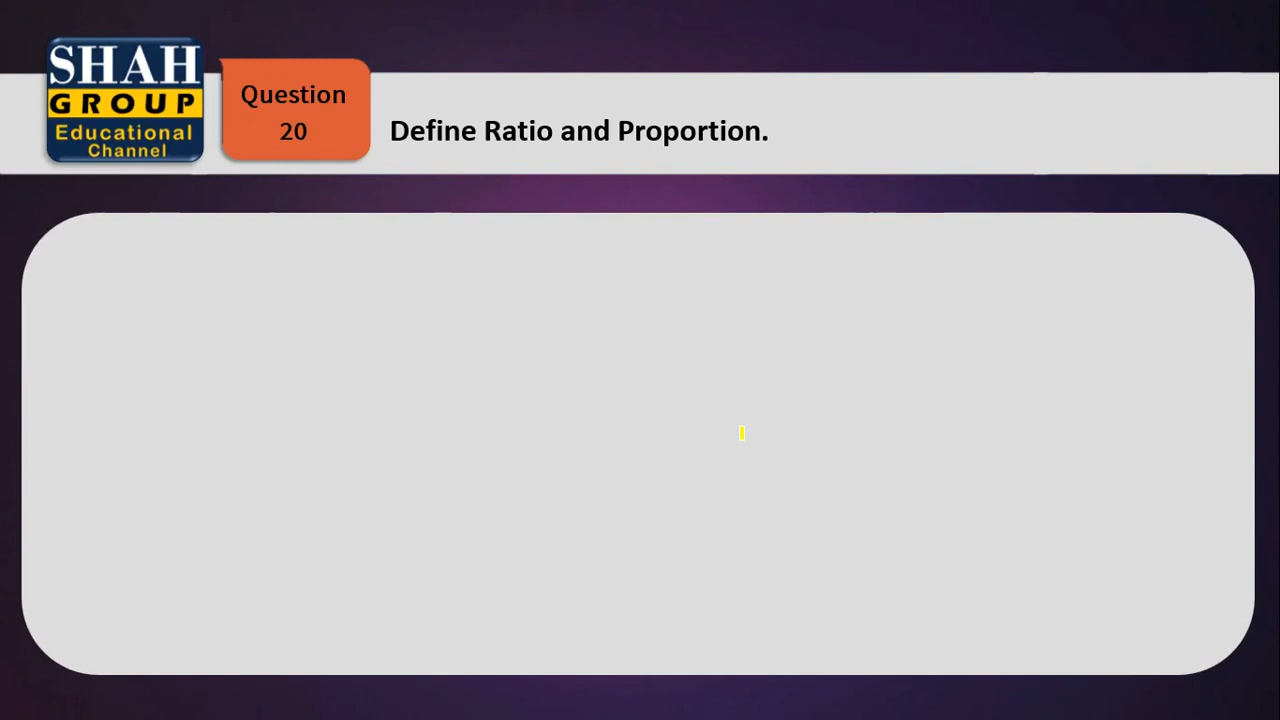 SHAH
GROUP
Educational
Channel
Question
20
Define Ratio and Proportion.